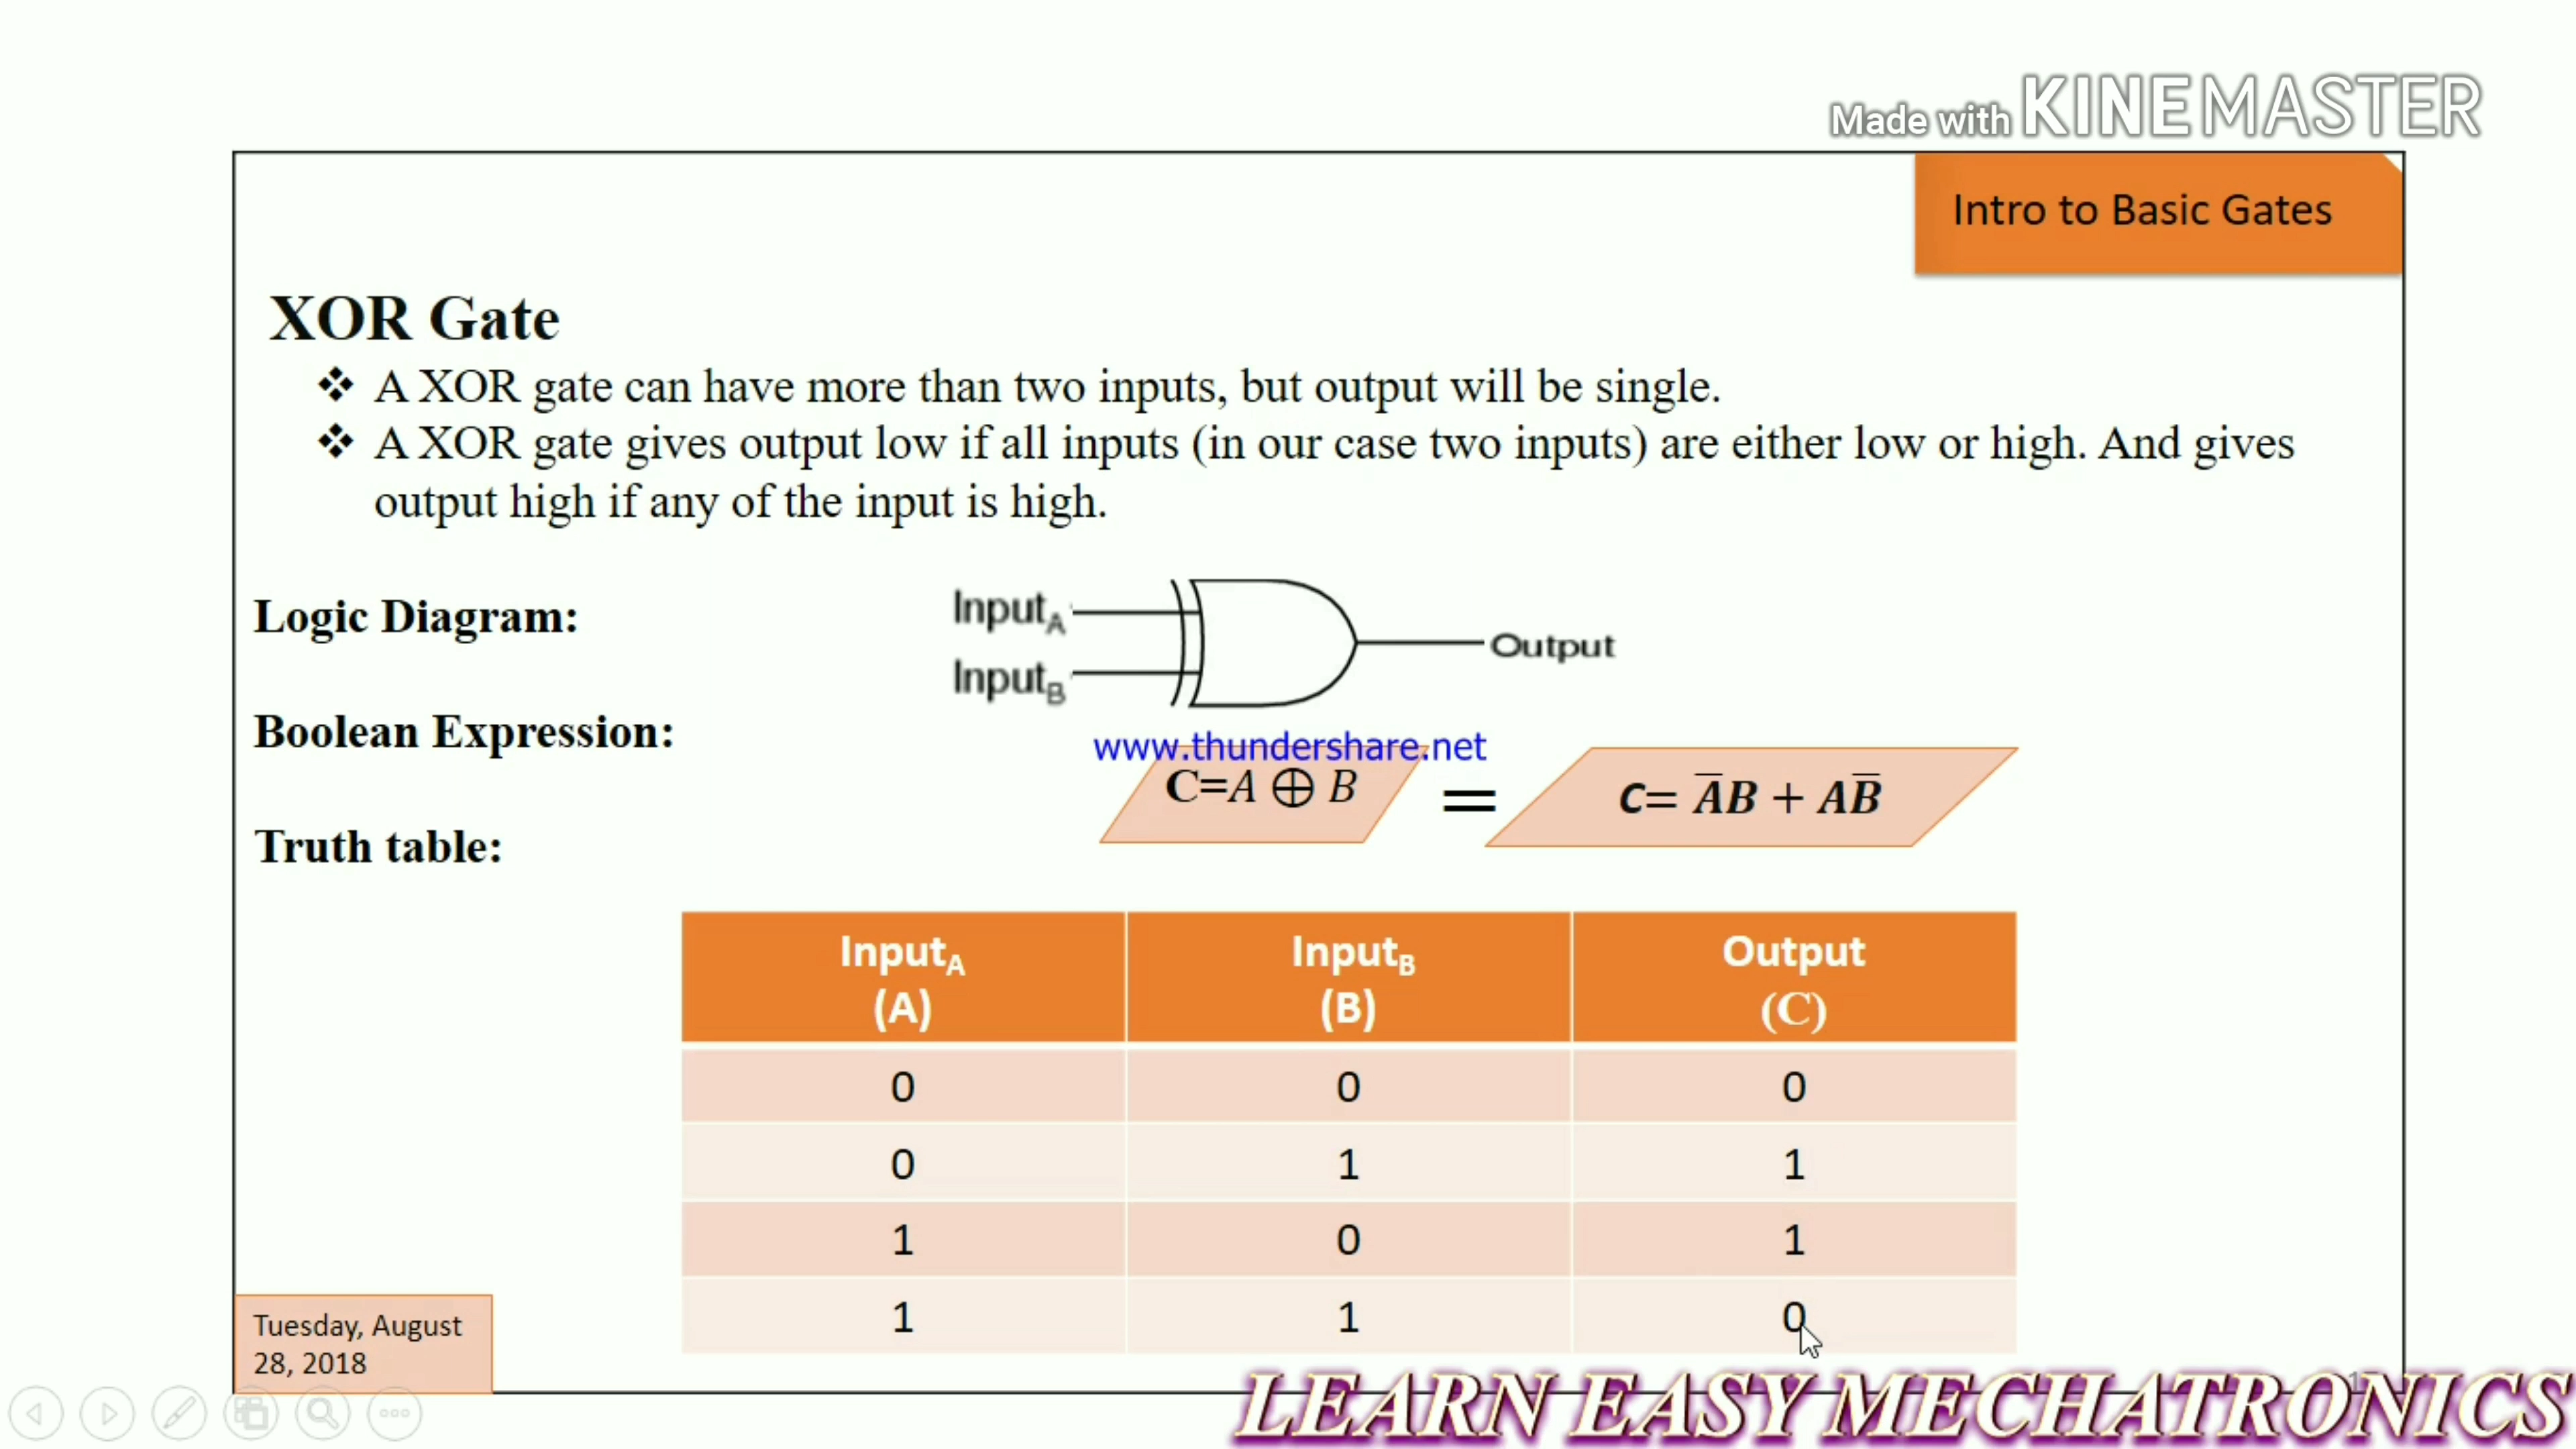 Made with KINEMASTER
Intro to Basic Gates
XOR Gate
❖ A XOR gate can have more than two inputs, but output will be single.
❖ A XOR gate gives output low if all inputs (in our case two inputs) are either low or high. And gives
output high if any of the input is high.
Logic Diagram:
Input_A
Input_B
Output
Boolean Expression:
www.thundershare.net
C=A ⊕ B = C= A̅B + AB̅
Truth table:
Input_A Input_B Output
(A) (B) (C)
0 0 0
0 1 1
1 0 1
1 1 0
Tuesday, August
28, 2018
LEARN EASY MECHATRONICS